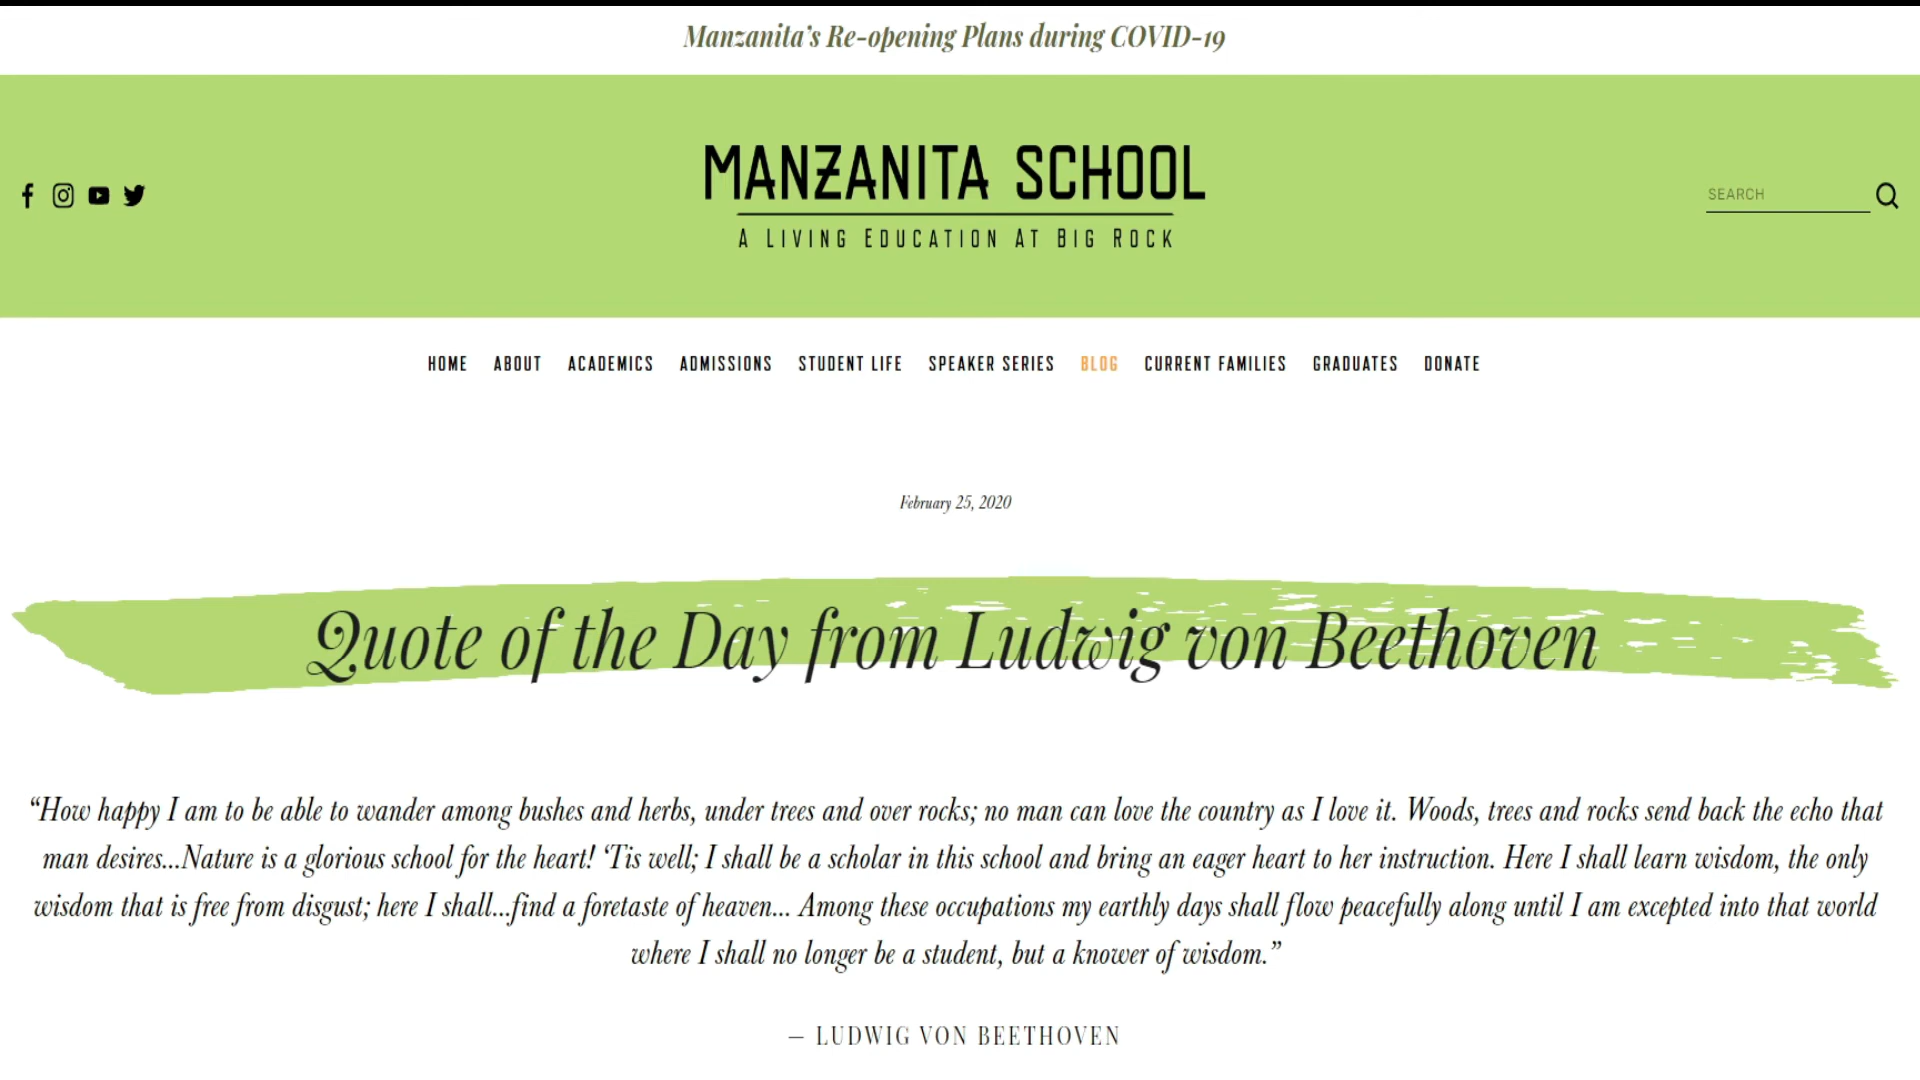 Manzanita’s Re-opening Plans during COVID-19
MANZANITA SCHOOL
A LIVING EDUCATION AT BIG ROCK
SEARCH
HOME ABOUT ACADEMICS ADMISSIONS STUDENT LIFE SPEAKER SERIES BLOG CURRENT FAMILIES GRADUATES DONATE
February 25, 2020
Quote of the Day from Ludwig von Beethoven
“How happy I am to be able to wander among bushes and herbs, under trees and over rocks; no man can love the country as I love it. Woods, trees and rocks send back the echo that
man desires...Nature is a glorious school for the heart! ‘Tis well; I shall be a scholar in this school and bring an eager heart to her instruction. Here I shall learn wisdom, the only
wisdom that is free from disgust; here I shall...find a foretaste of heaven... Among these occupations my earthly days shall flow peacefully along until I am excepted into that world
where I shall no longer be a student, but a knower of wisdom.”
— LUDWIG VON BEETHOVEN